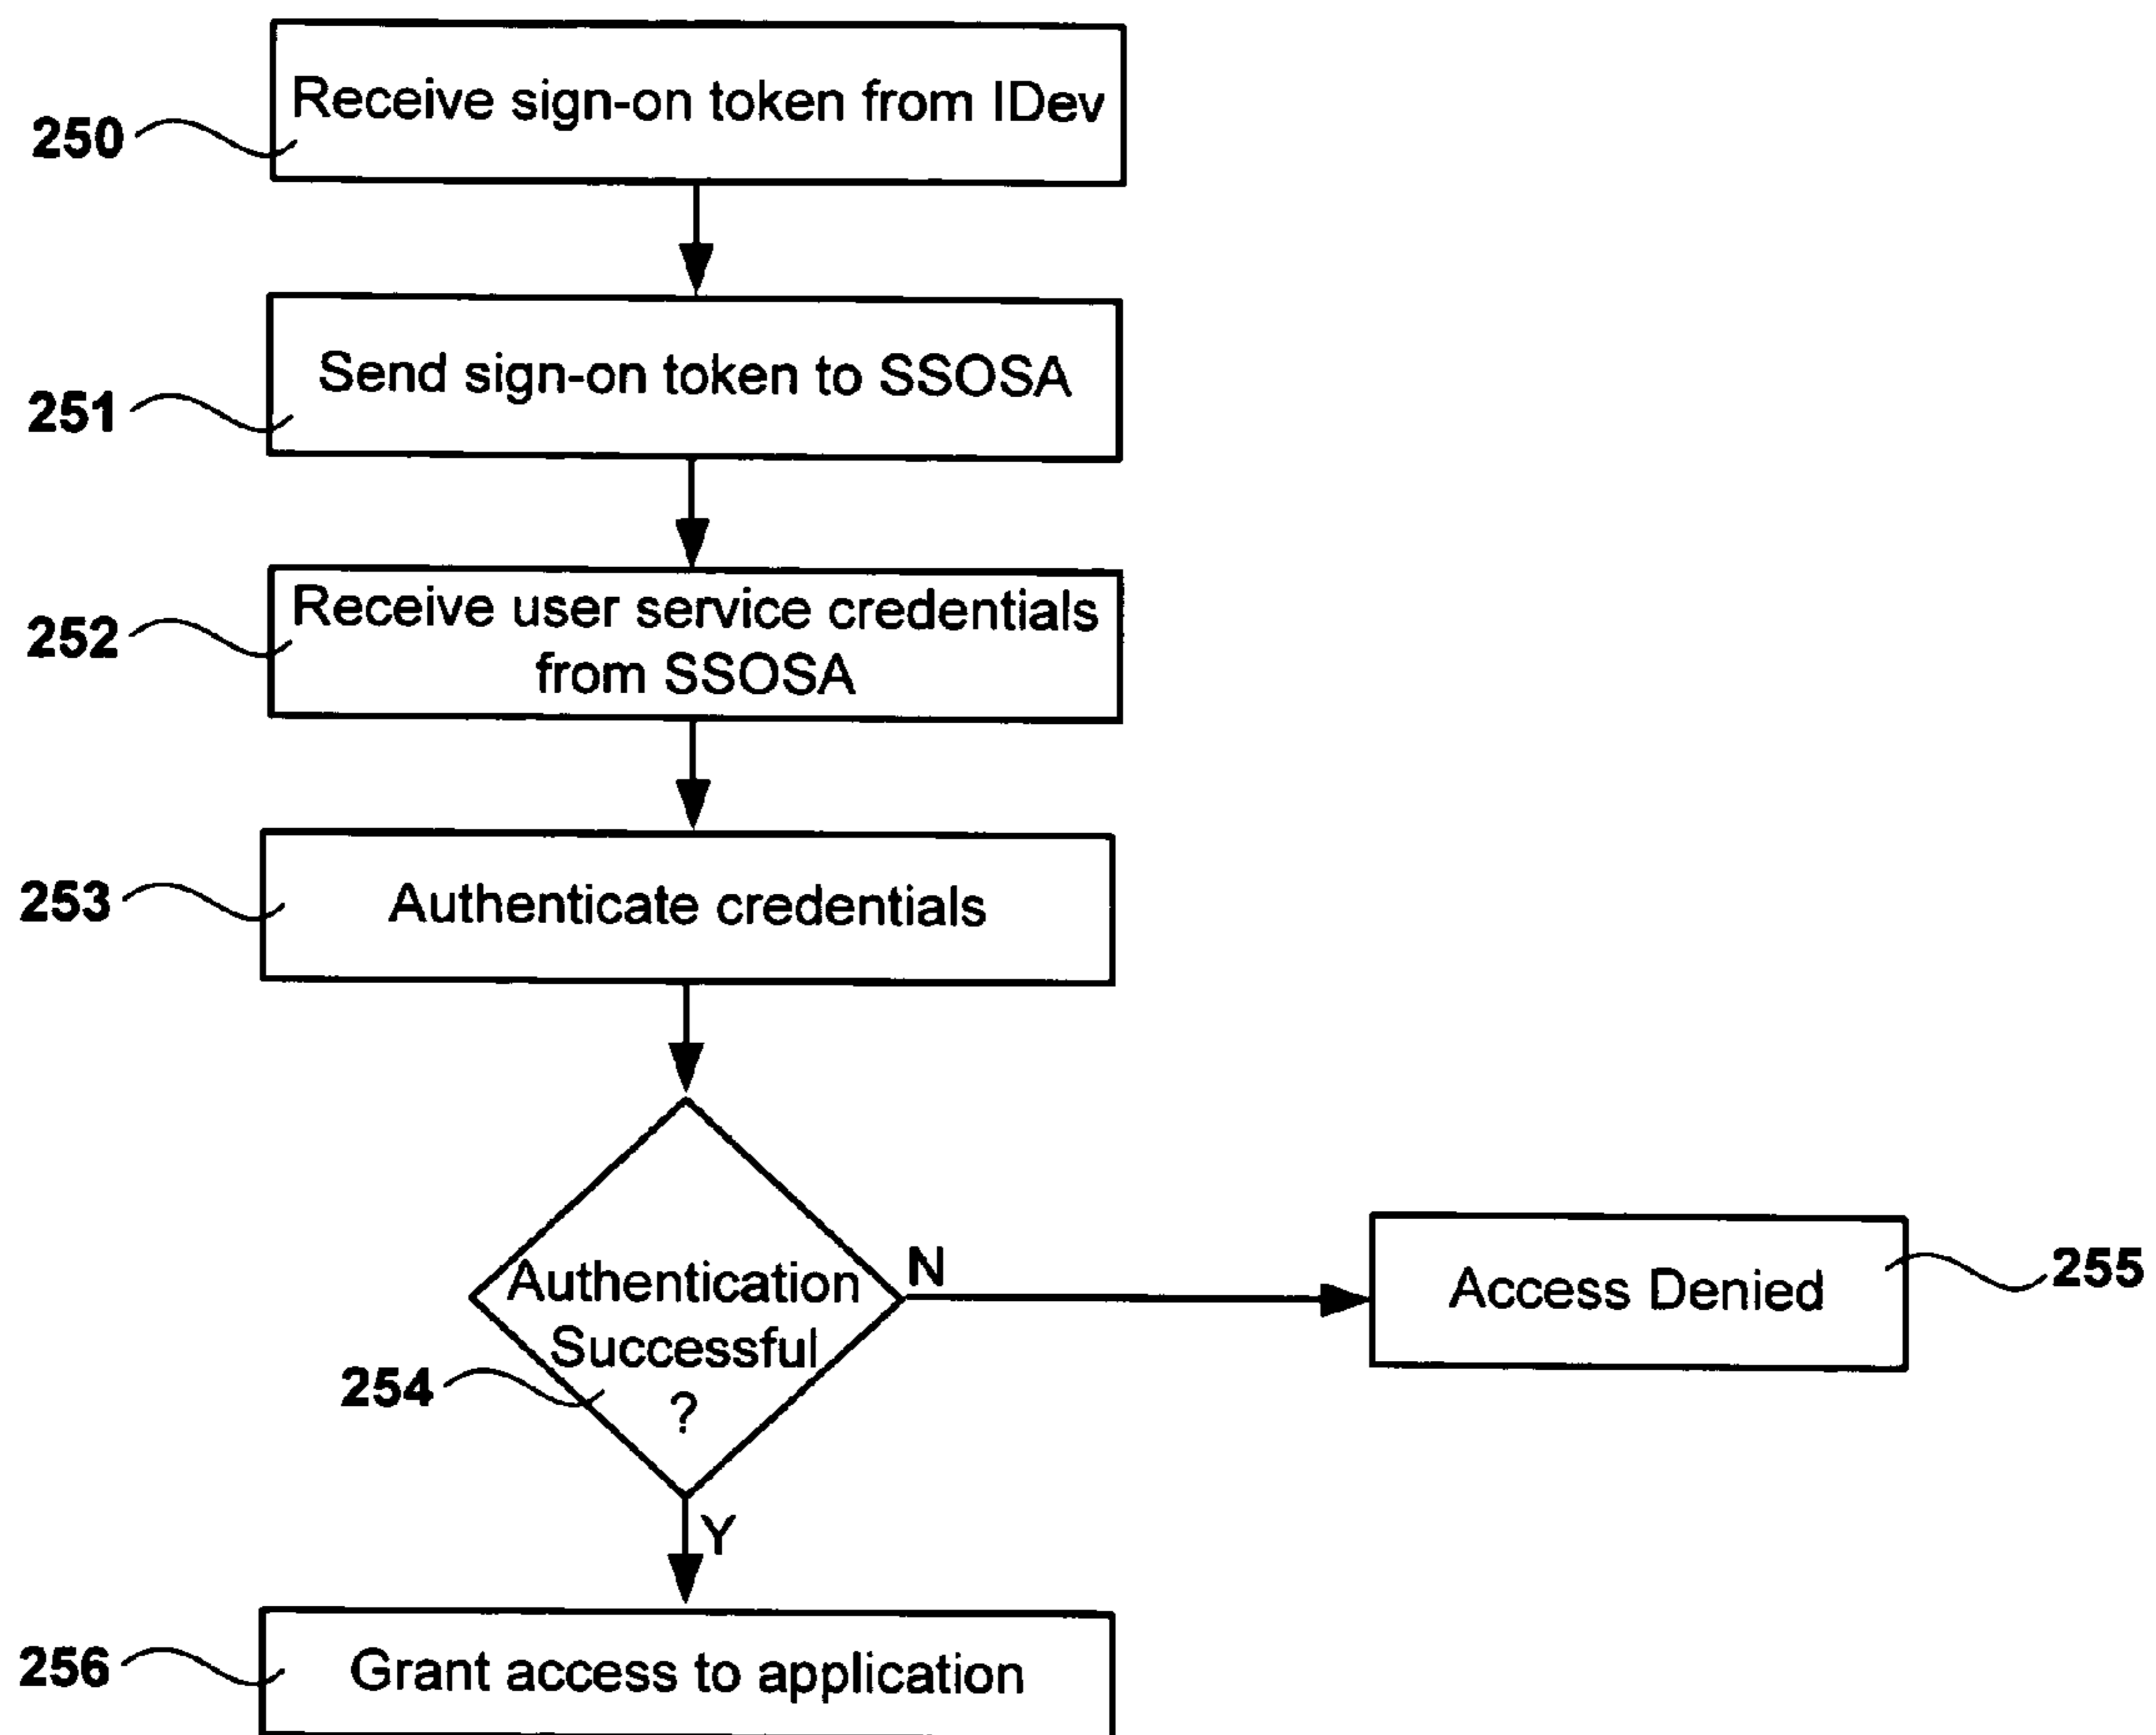 Receive sign-on token from IDev
250
Send sign-on token to SSOSA
251
Receive user service credentials
from SSOSA
252
Authenticate credentials
253
Authentication
Successful
?
254
N
Access Denied
255
Y
Grant access to application
256